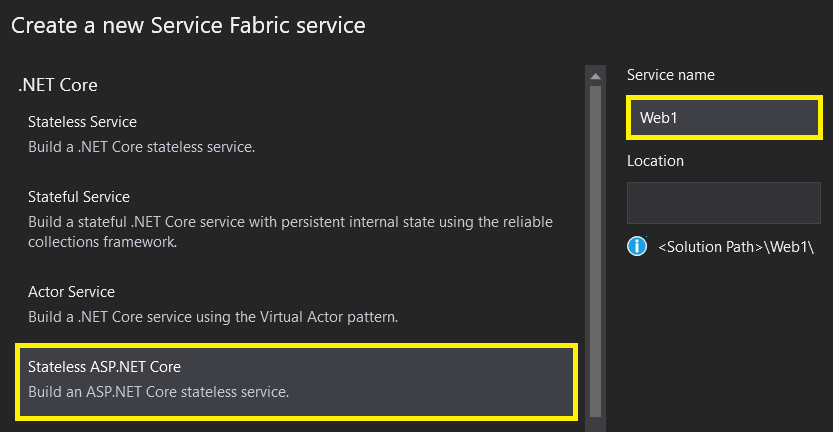 Create a new Service Fabric service
.NET Core
Stateless Service
Build a .NET Core stateless service.
Stateful Service
Build a stateful .NET Core service with persistent internal state using the reliable
collections framework.
Actor Service
Build a .NET Core service using the Virtual Actor pattern.
Stateless ASP.NET Core
Build an ASP.NET Core stateless service.
Service name
Web1
Location
<Solution Path>\Web1\